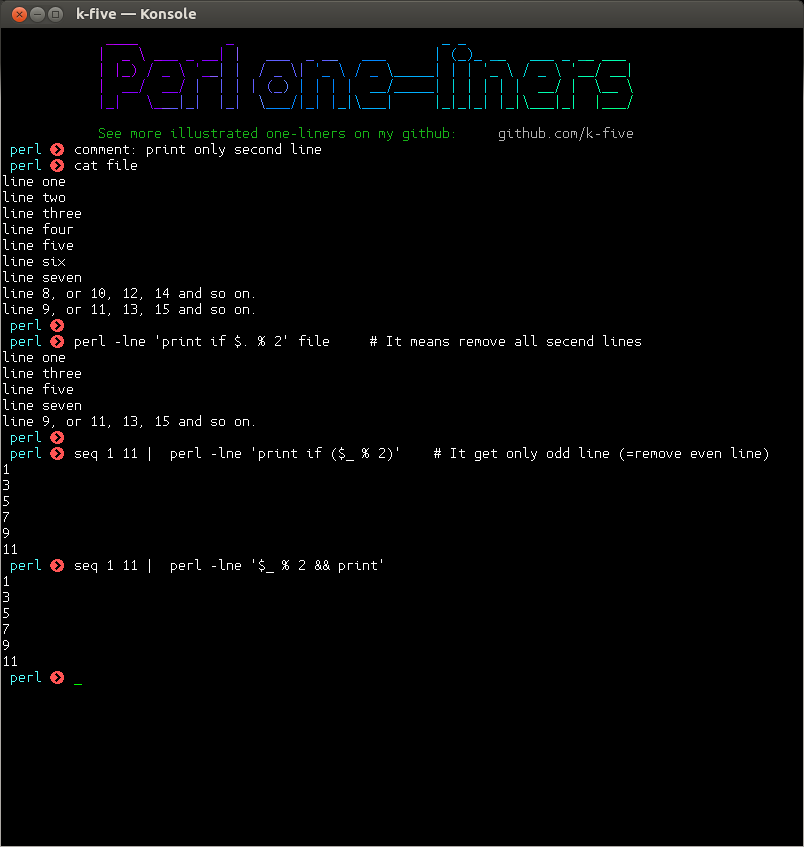 k-five — Konsole
Perl one-liners
See more illustrated one-liners on my github: github.com/k-five
perl comment: print only second line
perl cat file
line one
line two
line three
line four
line five
line six
line seven
line 8, or 10, 12, 14 and so on.
line 9, or 11, 13, 15 and so on.
perl
perl perl -lne 'print if $. % 2' file # It means remove all secend lines
line one
line three
line five
line seven
line 9, or 11, 13, 15 and so on.
perl
perl seq 1 11 | perl -lne 'print if ($_ % 2)' # It get only odd line (=remove even line)
1
3
5
7
9
11
perl seq 1 11 | perl -lne '$_ % 2 && print'
1
3
5
7
9
11
perl _